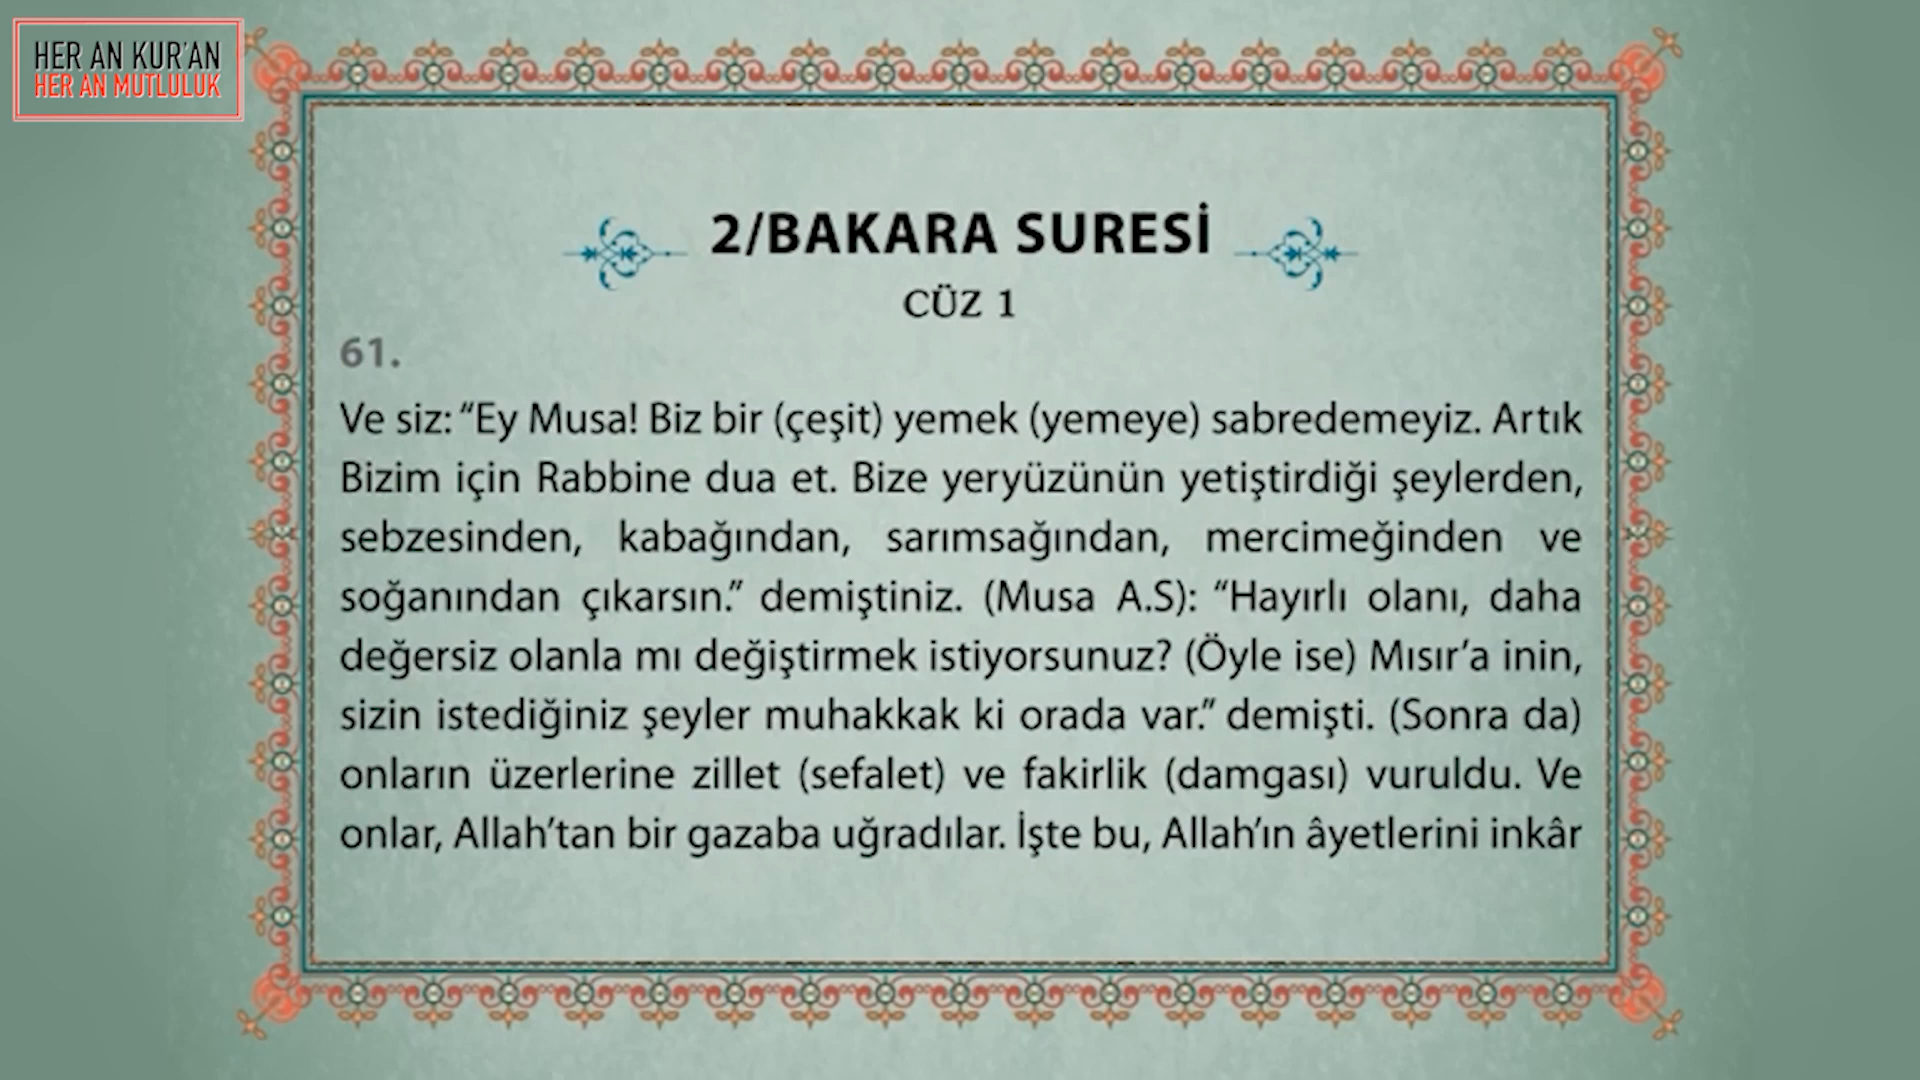 HER AN KUR'AN
HER AN MUTLULUK
2/BAKARA SURESİ
CÜZ 1
61.
Ve siz: “Ey Musa! Biz bir (çeşit) yemek (yemeye) sabredemeyiz. Artık
Bizim için Rabbine dua et. Bize yeryüzünün yetiştirdiği şeylerden,
sebzesinden, kabağından, sarımsağından, mercimeğinden ve
soğanından çıkarsın.” demiştiniz. (Musa A.S): “Hayırlı olanı, daha
değersiz olanla mı değiştirmek istiyorsunuz? (Öyle ise) Mısır’a inin,
sizin istediğiniz şeyler muhakkak ki orada var.” demişti. (Sonra da)
onların üzerlerine zillet (sefalet) ve fakirlik (damgası) vuruldu. Ve
onlar, Allah’tan bir gazaba uğradılar. İşte bu, Allah’ın âyetlerini inkâr